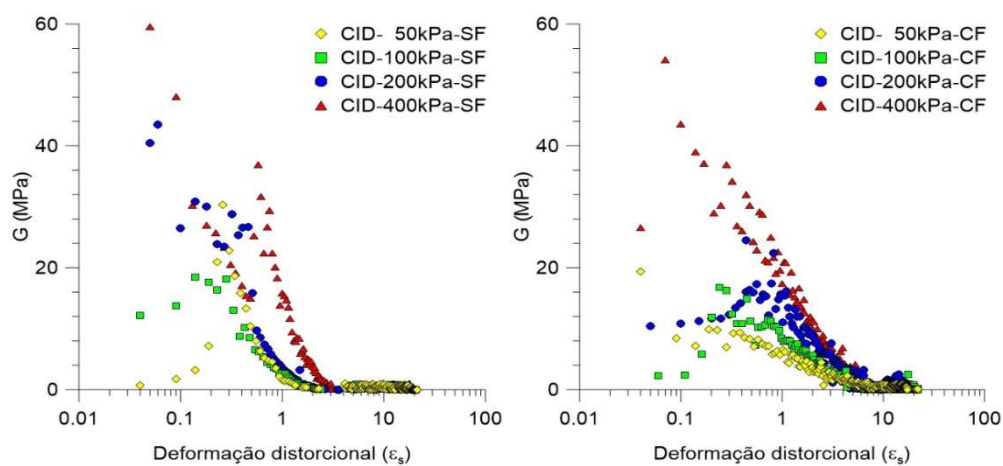 60
40
20
0
G (MPa)
CID- 50kPa-SF
CID-100kPa-SF
CID-200kPa-SF
CID-400kPa-SF
0.01 0.1 1 10 100
Deformação distorcional (εs)
60
40
20
0
G (MPa)
CID- 50kPa-CF
CID-100kPa-CF
CID-200kPa-CF
CID-400kPa-CF
0.01 0.1 1 10 100
Deformação distorcional (εs)